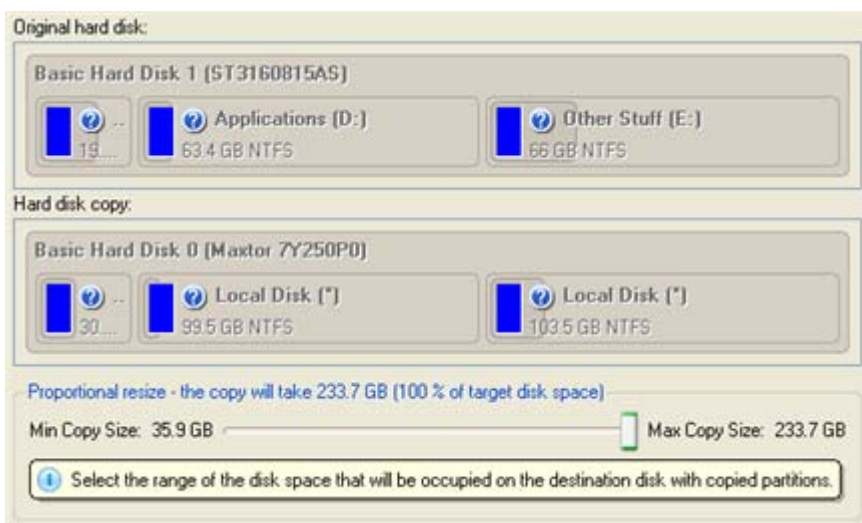 Original hard disk:
Basic Hard Disk 1 (ST3160815AS)
.. Applications (D:) Other Stuff (E:)
19.... 63.4 GB NTFS 66 GB NTFS
Hard disk copy:
Basic Hard Disk 0 (Maxtor 7Y250P0)
.. Local Disk (*) Local Disk (*)
30.... 99.5 GB NTFS 103.5 GB NTFS
Proportional resize - the copy will take 233.7 GB (100 % of target disk space)
Min Copy Size: 35.9 GB Max Copy Size: 233.7 GB
Select the range of the disk space that will be occupied on the destination disk with copied partitions.